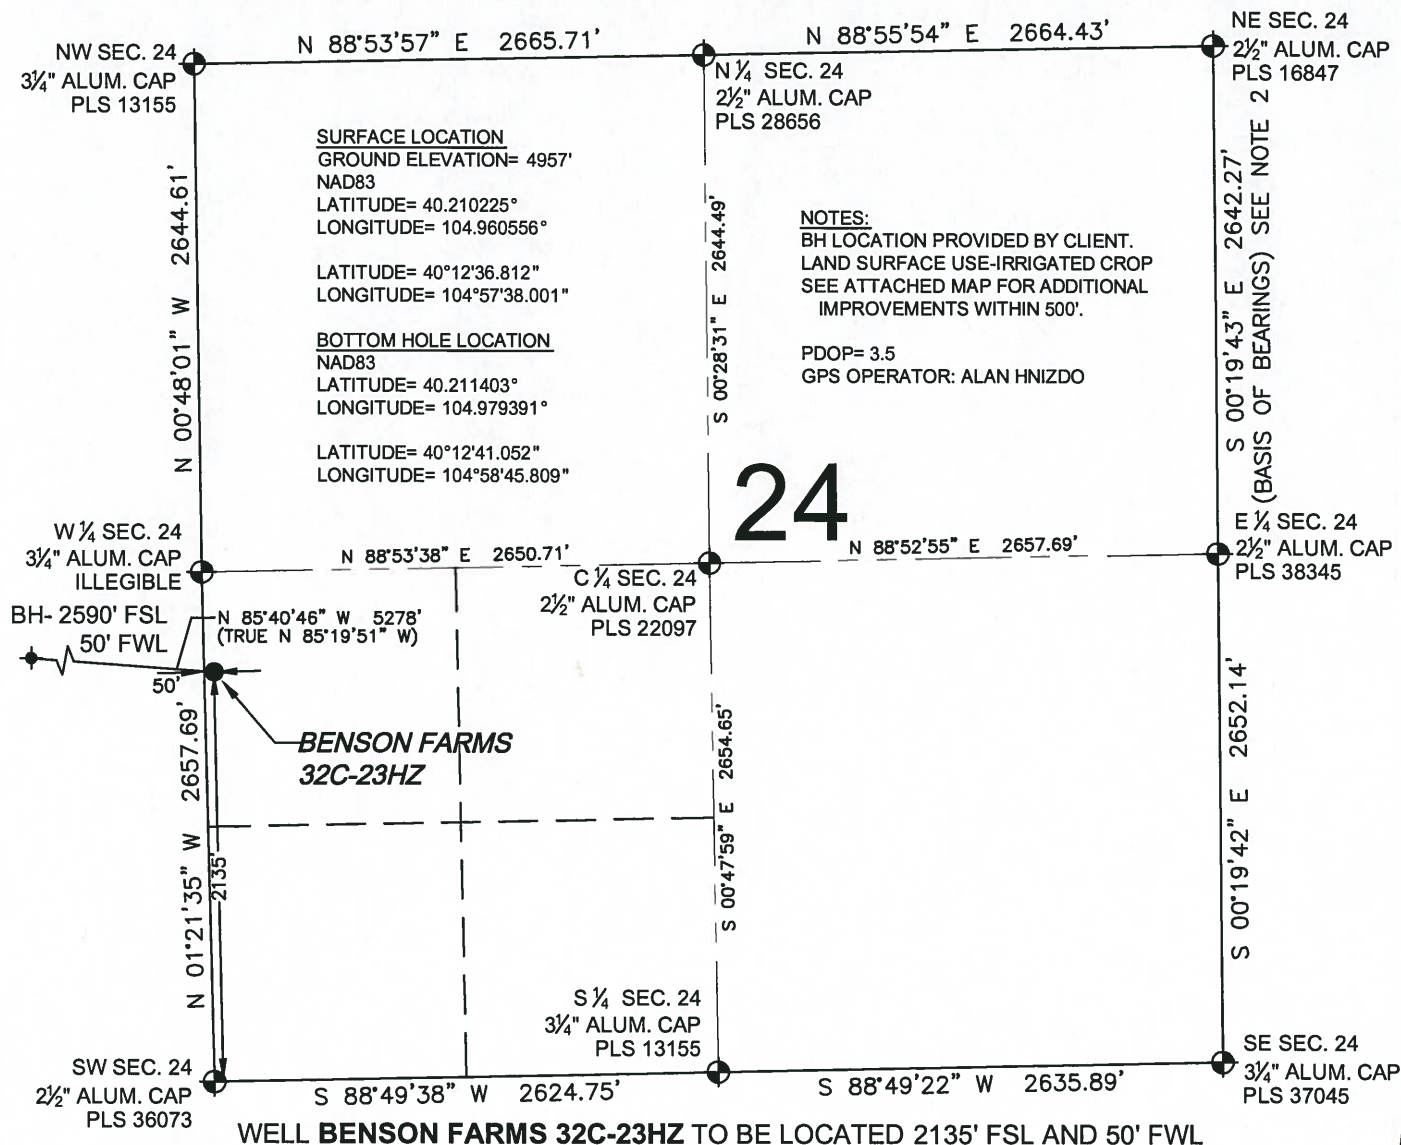 N 88°53'57" E 2665.71'
N 88°55'54" E 2664.43'
NW SEC. 24
3¼" ALUM. CAP
PLS 13155
N ¼ SEC. 24
2½" ALUM. CAP
PLS 28656
NE SEC. 24
2½" ALUM. CAP
PLS 16847
SURFACE LOCATION
GROUND ELEVATION= 4957'
NAD83
LATITUDE= 40.210225°
LONGITUDE= 104.960556°
LATITUDE= 40°12'36.812"
LONGITUDE= 104°57'38.001"
BOTTOM HOLE LOCATION
NAD83
LATITUDE= 40.211403°
LONGITUDE= 104.979391°
LATITUDE= 40°12'41.052"
LONGITUDE= 104°58'45.809"
NOTES:
BH LOCATION PROVIDED BY CLIENT.
LAND SURFACE USE-IRRIGATED CROP
SEE ATTACHED MAP FOR ADDITIONAL
IMPROVEMENTS WITHIN 500'.
PDOP= 3.5
GPS OPERATOR: ALAN HNIZDO
N 00°48'01" W 2644.61'
S 00°28'31" E 2644.49'
S 00°19'43" E 2642.27'
(BASIS OF BEARINGS) SEE NOTE 2
24
W ¼ SEC. 24
3¼" ALUM. CAP
ILLEGIBLE
N 88°53'38" E 2650.71'
N 88°52'55" E 2657.69'
C ¼ SEC. 24
2½" ALUM. CAP
PLS 22097
E ¼ SEC. 24
2½" ALUM. CAP
PLS 38345
BH- 2590' FSL
50' FWL
N 85°40'46" W 5278'
(TRUE N 85°19'51" W)
50'
BENSON FARMS
32C-23HZ
N 01°21'35" W 2657.69'
2135'
S 00°47'59" E 2654.65'
S 00°19'42" E 2652.14'
S ¼ SEC. 24
3¼" ALUM. CAP
PLS 13155
SW SEC. 24
2½" ALUM. CAP
PLS 36073
S 88°49'38" W 2624.75'
S 88°49'22" W 2635.89'
SE SEC. 24
3¼" ALUM. CAP
PLS 37045
WELL BENSON FARMS 32C-23HZ TO BE LOCATED 2135' FSL AND 50' FWL